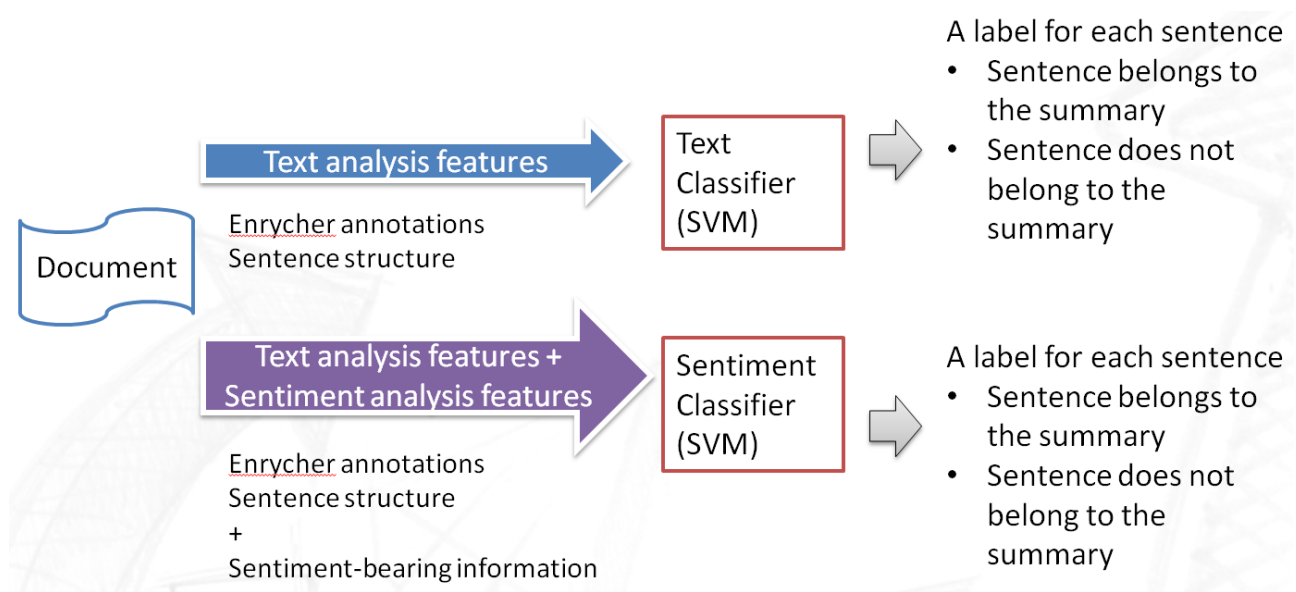 Document
Text analysis features
Enrycher annotations
Sentence structure
Text
Classifier
(SVM)
A label for each sentence
• Sentence belongs to
the summary
• Sentence does not
belong to the
summary
Text analysis features +
Sentiment analysis features
Enrycher annotations
Sentence structure
+
Sentiment-bearing information
Sentiment
Classifier
(SVM)
A label for each sentence
• Sentence belongs to
the summary
• Sentence does not
belong to the
summary